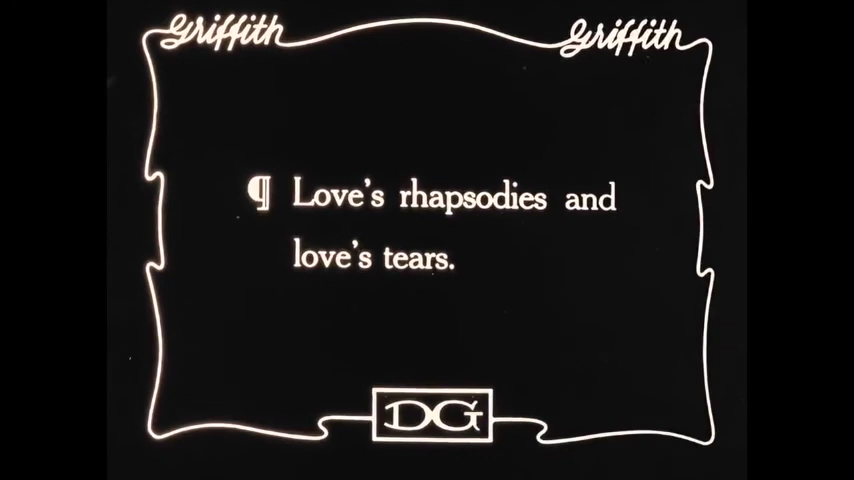 Griffith Griffith
¶ Love's rhapsodies and
love's tears.
DG